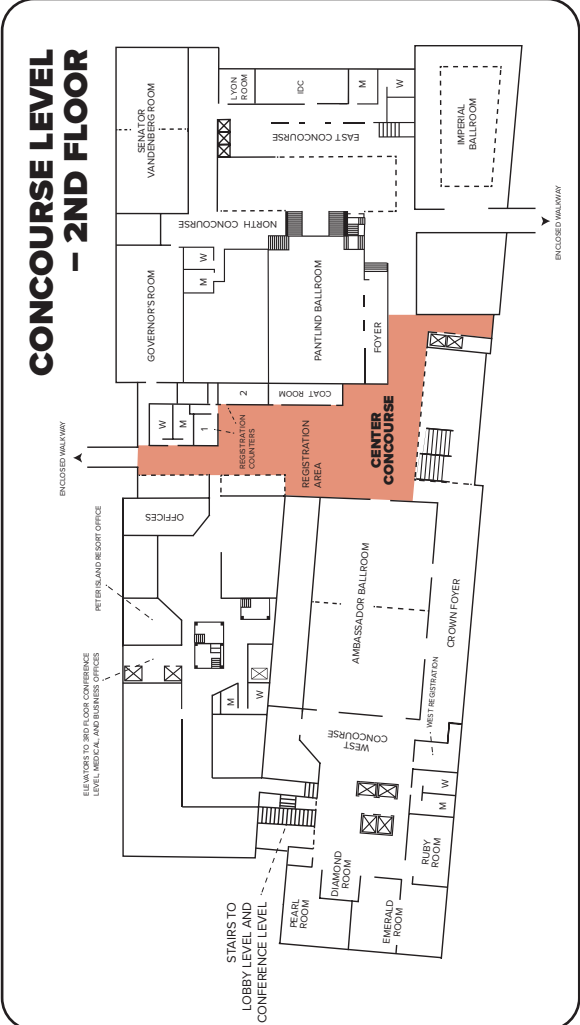 CONCOURSE LEVEL
– 2ND FLOOR
SENATOR
VANDENBERG ROOM
LYON
ROOM
IDC
M
W
EAST CONCOURSE
IMPERIAL
BALLROOM
ENCLOSED WALKWAY
NORTH CONCOURSE
GOVERNOR'S ROOM
W
M
PANTLIND BALLROOM
FOYER
2
COAT ROOM
W
M
1
REGISTRATION
COUNTERS
REGISTRATION
AREA
CENTER
CONCOURSE
ENCLOSED WALKWAY
OFFICES
PETER ISLAND RESORT OFFICE
ELEVATORS TO 3RD FLOOR CONFERENCE
LEVEL, MEDICAL, AND BUSINESS OFFICES
M
W
AMBASSADOR BALLROOM
CROWN FOYER
WEST REGISTRATION
WEST
CONCOURSE
M
W
RUBY
ROOM
DIAMOND
ROOM
PEARL
ROOM
EMERALD
ROOM
STAIRS TO
LOBBY LEVEL AND
CONFERENCE LEVEL